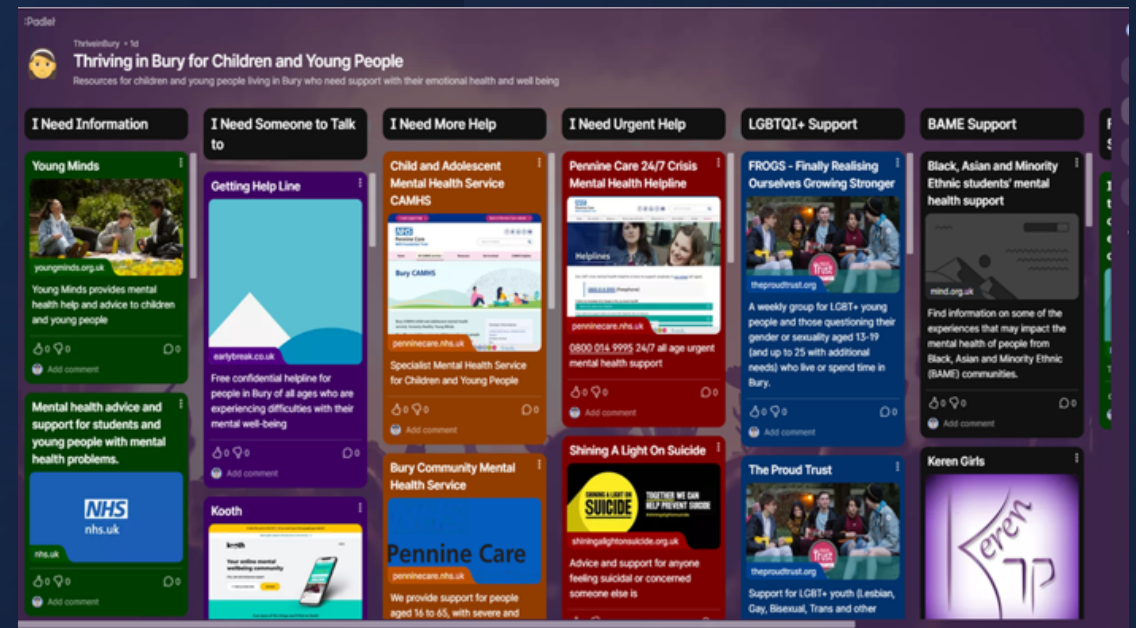 :Padlet
ThriveinBury • 1d
Thriving in Bury for Children and Young People
Resources for children and young people living in Bury who need support with their emotional health and well being
I Need Information
Young Minds
youngminds.org.uk
Young Minds provides mental
health help and advice to children
and young people
0 0 0
Add comment
Mental health advice and
support for students and
young people with mental
health problems.
NHS
nhs.uk
nhs.uk
0 0 0
Add comment
I Need Someone to Talk
to
Getting Help Line
earlybreak.co.uk
Free confidential helpline for
people in Bury of all ages who are
experiencing difficulties with their
mental well-being
0 0 0
Add comment
Kooth
kooth
Your online mental
wellbeing community
I Need More Help
Child and Adolescent
Mental Health Service
CAMHS
NHS
Pennine Care
Bury CAMHS
penninecare.nhs.uk
Specialist Mental Health Service
for Children and Young People
0 0 0
Add comment
Bury Community Mental
Health Service
Pennine Care
penninecare.nhs.uk
We provide support for people
aged 16 to 65, with severe and
I Need Urgent Help
Pennine Care 24/7 Crisis
Mental Health Helpline
Helplines
penninecare.nhs.uk
0800 014 9995 24/7 all age urgent
mental health support
0 0 0
Add comment
Shining A Light On Suicide
SHINING A LIGHT ON
SUICIDE
TOGETHER WE CAN
HELP PREVENT SUICIDE
#shiningalightonsuicide
shiningalightonsuicide.org.uk
Advice and support for anyone
feeling suicidal or concerned
someone else is
LGBTQI+ Support
FROGS - Finally Realising
Ourselves Growing Stronger
Trust
theproudtrust.org
A weekly group for LGBT+ young
people and those questioning their
gender or sexuality aged 13-19
(and up to 25 with additional
needs) who live or spend time in
Bury.
0 0 0
Add comment
The Proud Trust
Trust
theproudtrust.org
Support for LGBT+ youth (Lesbian,
Gay, Bisexual, Trans and other
BAME Support
Black, Asian and Minority
Ethnic students' mental
health support
mind.org.uk
Find information on some of the
experiences that may impact the
mental health of people from
Black, Asian and Minority Ethnic
(BAME) communities.
0 0 0
Add comment
Keren Girls
Keren
קרן